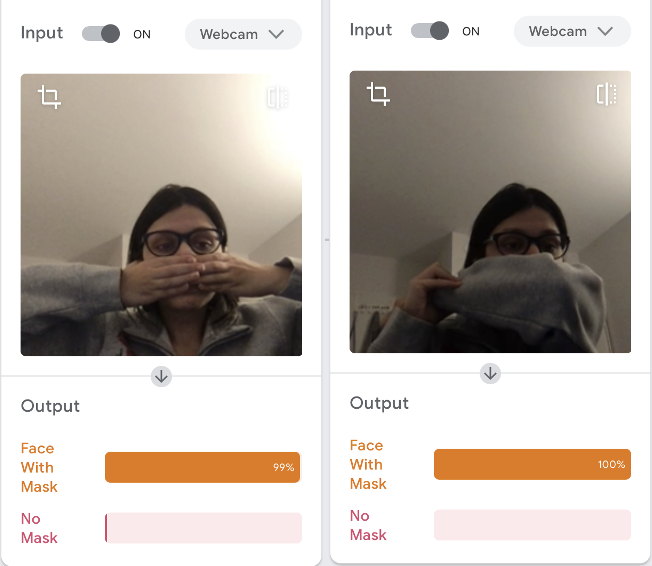 Input ON Webcam
Output
Face
With
Mask
99%
No
Mask
Input ON Webcam
Output
Face
With
Mask
100%
No
Mask